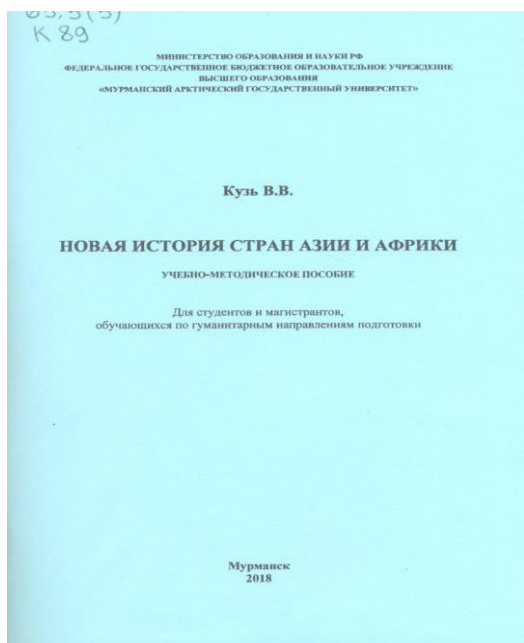 К 89
МИНИСТЕРСТВО ОБРАЗОВАНИЯ И НАУКИ РФ
ФЕДЕРАЛЬНОЕ ГОСУДАРСТВЕННОЕ БЮДЖЕТНОЕ ОБРАЗОВАТЕЛЬНОЕ УЧРЕЖДЕНИЕ
ВЫСШЕГО ОБРАЗОВАНИЯ
«МУРМАНСКИЙ АРКТИЧЕСКИЙ ГОСУДАРСТВЕННЫЙ УНИВЕРСИТЕТ»
Кузь В.В.
НОВАЯ ИСТОРИЯ СТРАН АЗИИ И АФРИКИ
УЧЕБНО-МЕТОДИЧЕСКОЕ ПОСОБИЕ
Для студентов и магистрантов,
обучающихся по гуманитарным направлениям подготовки
Мурманск
2018